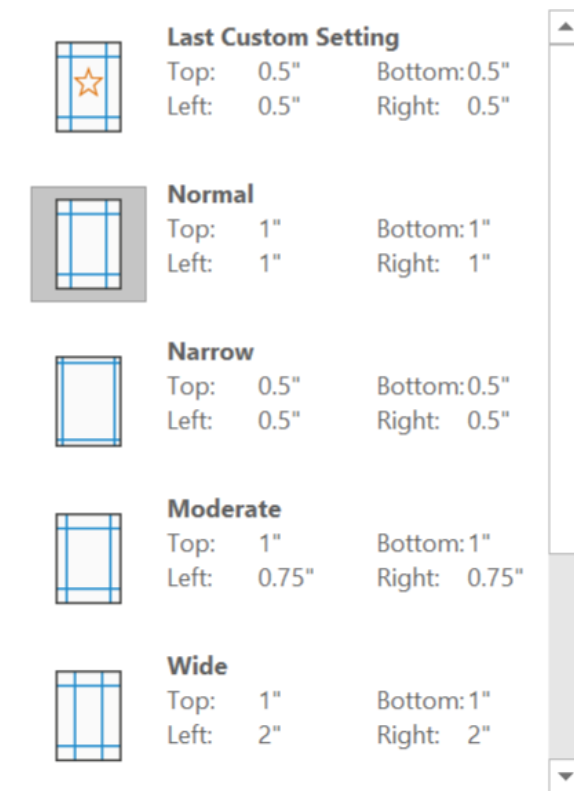 Last Custom Setting
Top: 0.5" Bottom: 0.5"
Left: 0.5" Right: 0.5"
Normal
Top: 1" Bottom: 1"
Left: 1" Right: 1"
Narrow
Top: 0.5" Bottom: 0.5"
Left: 0.5" Right: 0.5"
Moderate
Top: 1" Bottom: 1"
Left: 0.75" Right: 0.75"
Wide
Top: 1" Bottom: 1"
Left: 2" Right: 2"